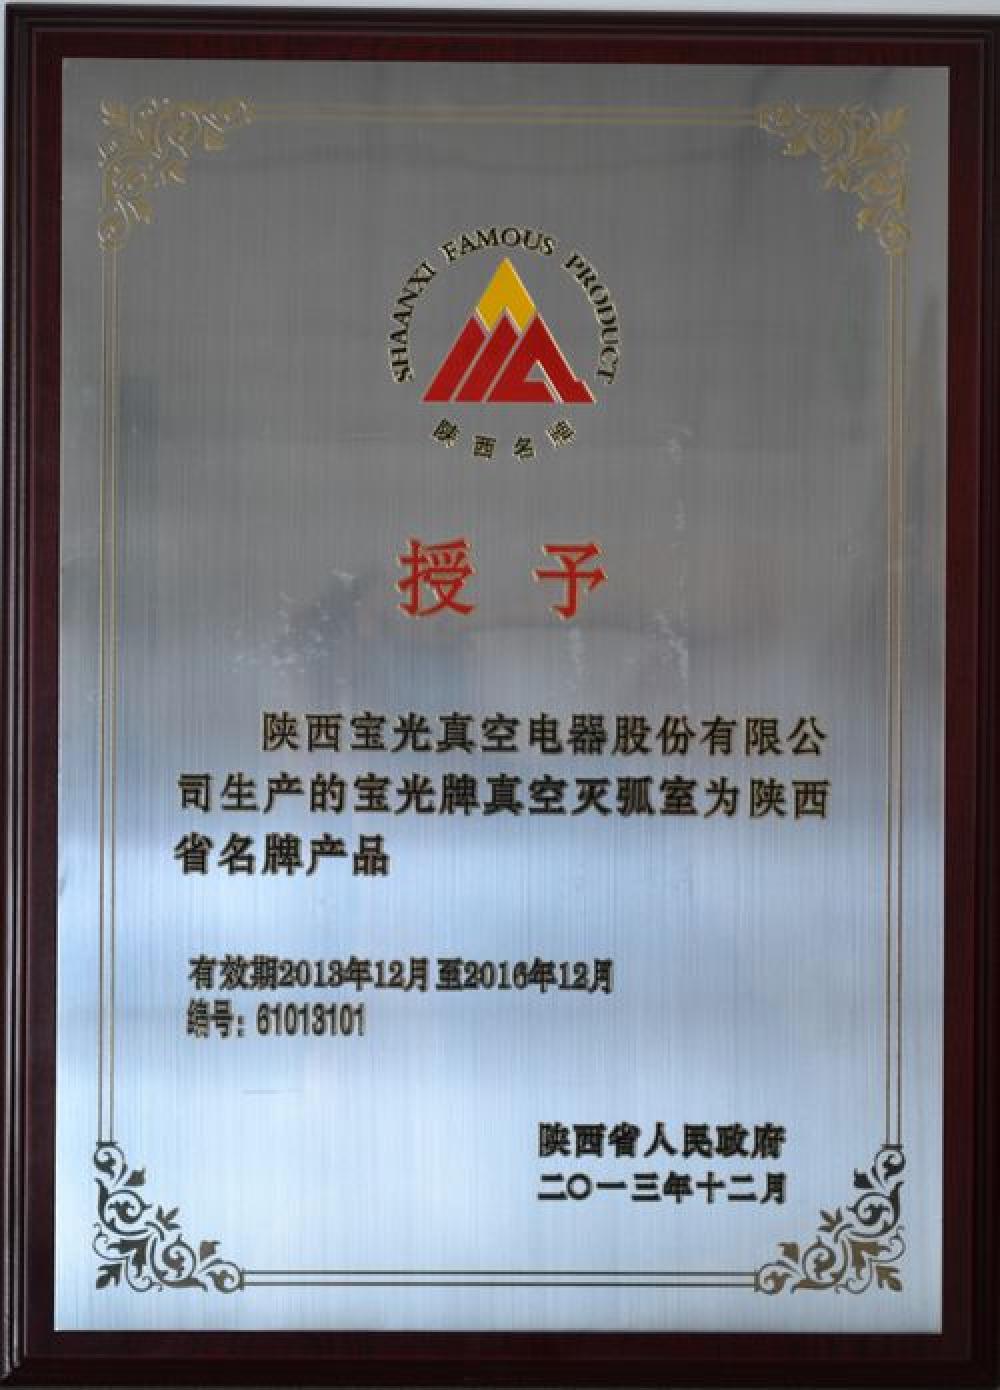 SHAANXI FAMOUS PRODUCT
陕西名牌
授予
陕西宝光真空电器股份有限公
司生产的宝光牌真空灭弧室为陕西
省名牌产品
有效期2013年12月至2016年12月
编号：61013101
陕西省人民政府
二〇一三年十二月